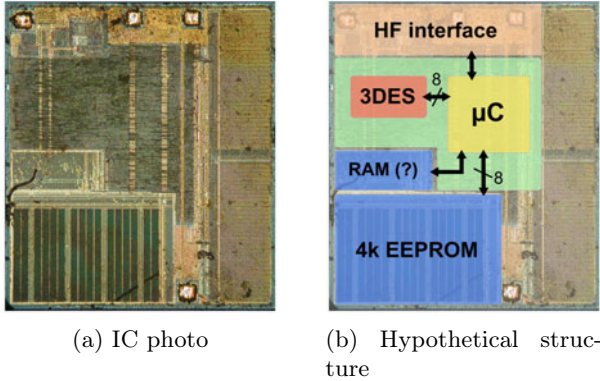 HF interface
8
3DES
µC
RAM (?)
8
4k EEPROM
(a) IC photo
(b) Hypothetical struc-
ture